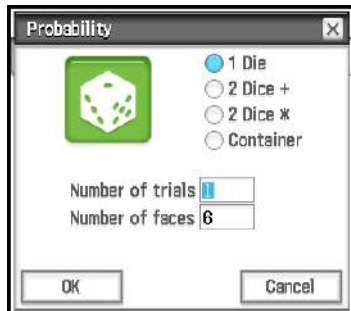 Probability
1 Die
2 Dice +
2 Dice *
Container
Number of trials 1
Number of faces 6
OK Cancel